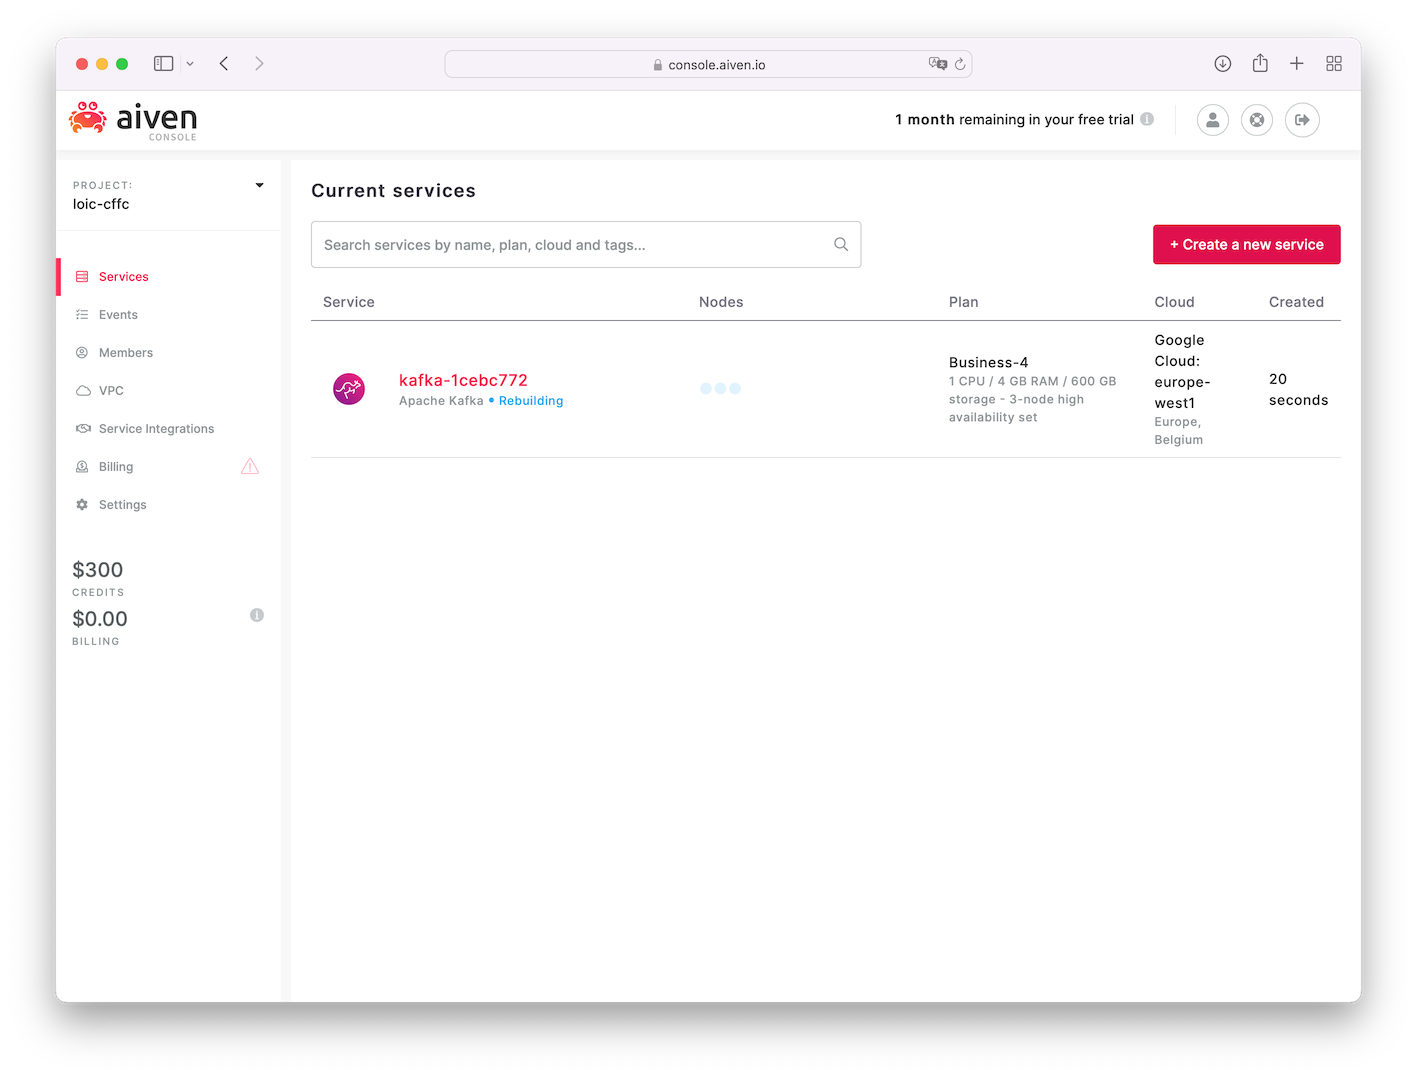 console.aiven.io
aiven
CONSOLE
1 month remaining in your free trial
PROJECT:
loic-cffc
Services
Events
Members
VPC
Service Integrations
Billing
Settings
$300
CREDITS
$0.00
BILLING
Current services
Search services by name, plan, cloud and tags...
+ Create a new service
Service Nodes Plan Cloud Created
kafka-1cebc772
Apache Kafka • Rebuilding
Business-4
1 CPU / 4 GB RAM / 600 GB
storage - 3-node high
availability set
Google
Cloud:
europe-
west1
Europe,
Belgium
20
seconds